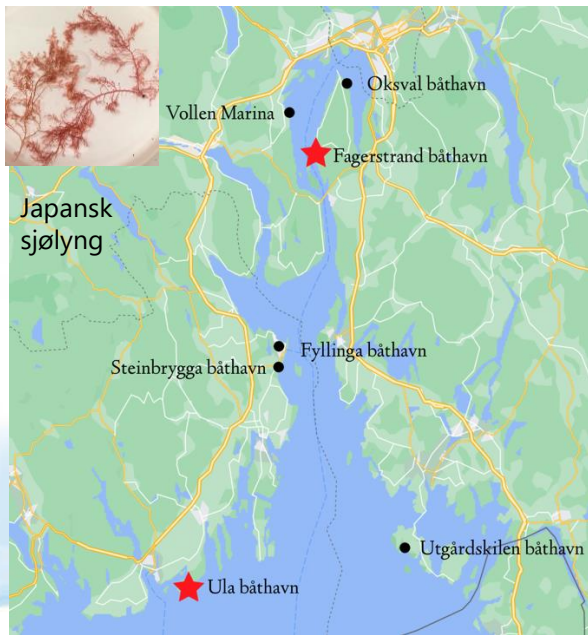 Oksval båthavn
Vollen Marina
Fagerstrand båthavn
Japansk
sjølyng
Fyllinga båthavn
Steinbrygga båthavn
Utgårdskilen båthavn
Ula båthavn